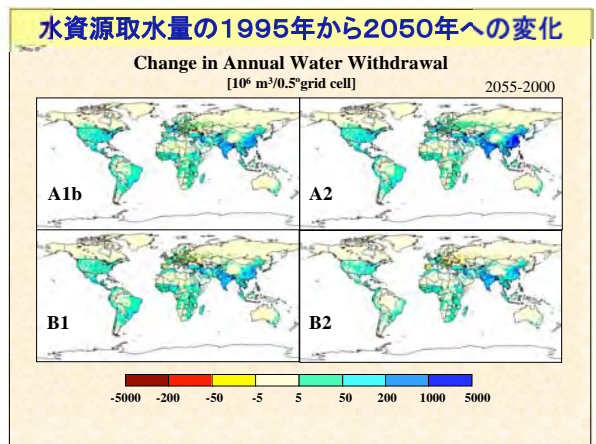 水資源取水量の1995年から2050年への変化
Change in Annual Water Withdrawal
[10⁶ m³/0.5°grid cell]
2055-2000
A1b
A2
B1
B2
-5000 -200 -50 -5 5 50 200 1000 5000